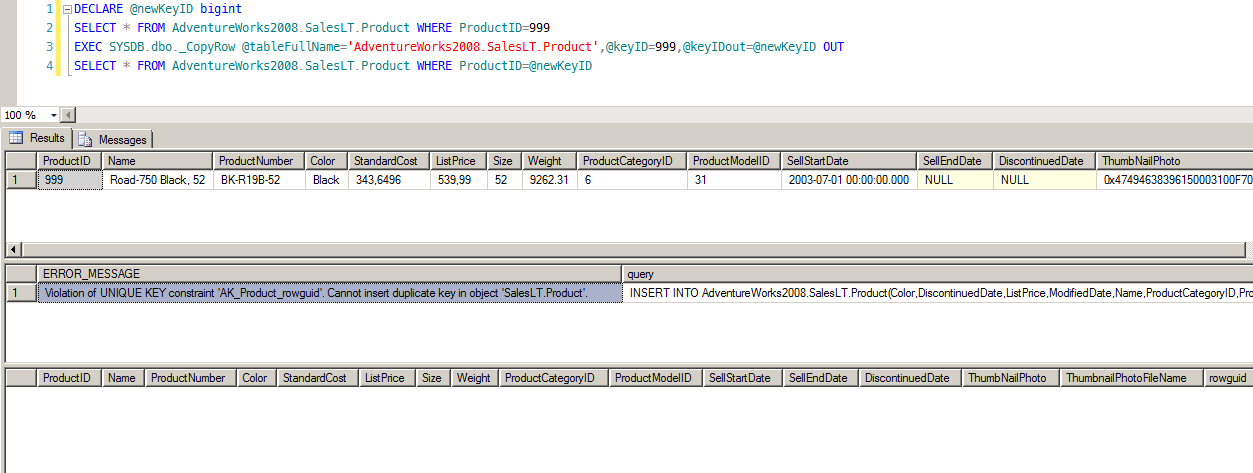 1 DECLARE @newKeyID bigint
2 SELECT * FROM AdventureWorks2008.SalesLT.Product WHERE ProductID=999
3 EXEC SYSDB.dbo._CopyRow @tableFullName='AdventureWorks2008.SalesLT.Product',@keyID=999,@keyIDout=@newKeyID OUT
4 SELECT * FROM AdventureWorks2008.SalesLT.Product WHERE ProductID=@newKeyID
100 %
Results Messages
ProductID Name ProductNumber Color StandardCost ListPrice Size Weight ProductCategoryID ProductModelID SellStartDate SellEndDate DiscontinuedDate ThumbNailPhoto
1 999 Road-750 Black, 52 BK-R19B-52 Black 343,6496 539,99 52 9262.31 6 31 2003-07-01 00:00:00.000 NULL NULL 0x47494638396150003100F70
ERROR_MESSAGE query
1 Violation of UNIQUE KEY constraint 'AK_Product_rowguid'. Cannot insert duplicate key in object 'SalesLT.Product'. INSERT INTO AdventureWorks2008.SalesLT.Product(Color,DiscontinuedDate,ListPrice,ModifiedDate,Name,ProductCategoryID,Pro
ProductID Name ProductNumber Color StandardCost ListPrice Size Weight ProductCategoryID ProductModelID SellStartDate SellEndDate DiscontinuedDate ThumbNailPhoto ThumbnailPhotoFileName rowguid